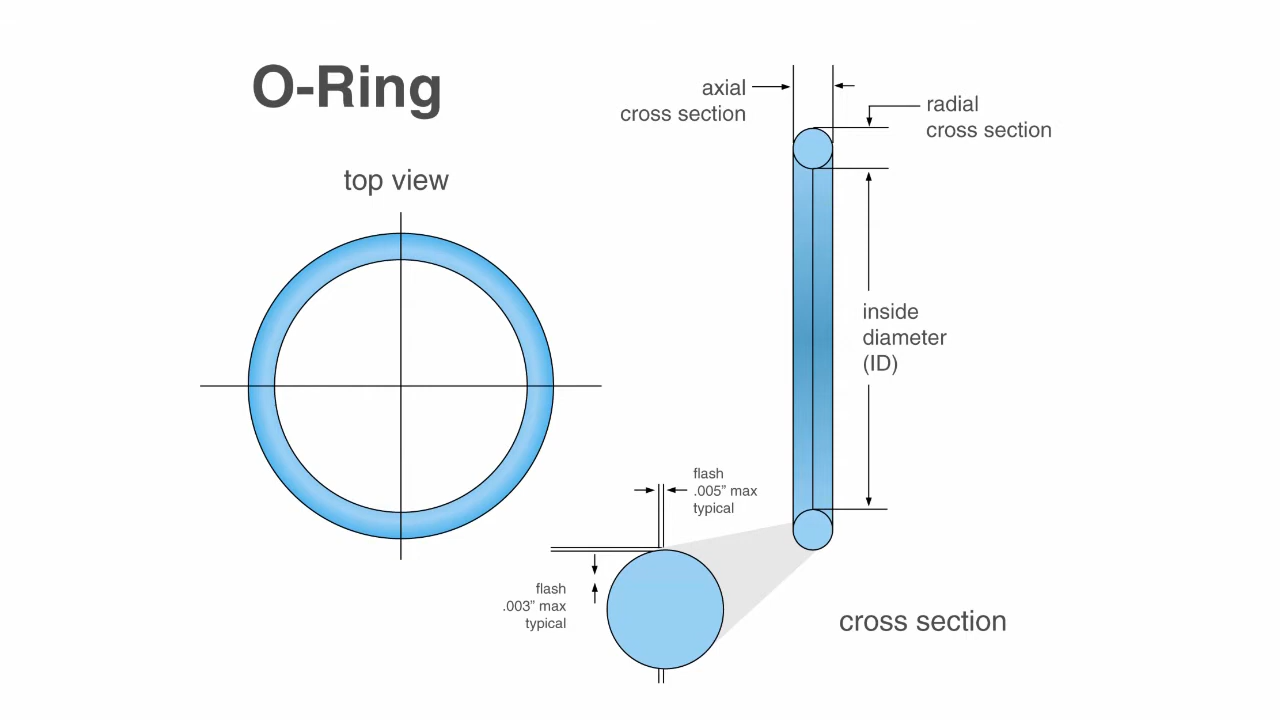 O-Ring
top view
axial
cross section
radial
cross section
inside
diameter
(ID)
flash
.005” max
typical
flash
.003” max
typical
cross section